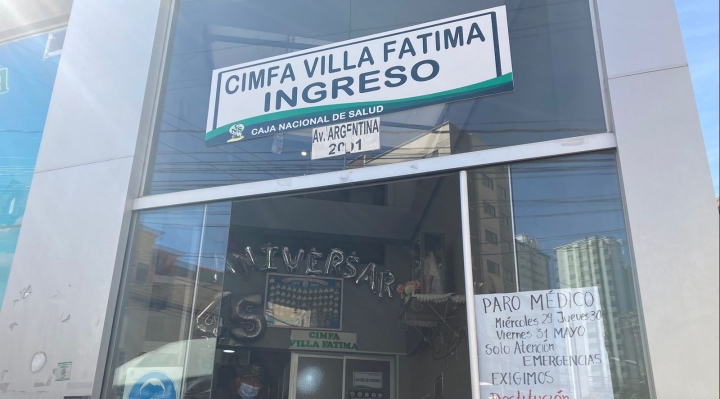 CIMFA VILLA FATIMA
INGRESO
CAJA NACIONAL DE SALUD
Av. ARGENTINA
2001
ANIVERSAR
45
CIMFA
VILLA FATIMA
PARO MÉDICO
Miércoles 29 Jueves 30
Viernes 31 MAYO
Solo Atención
EMERGENCIAS
EXIGIMOS
Destitución